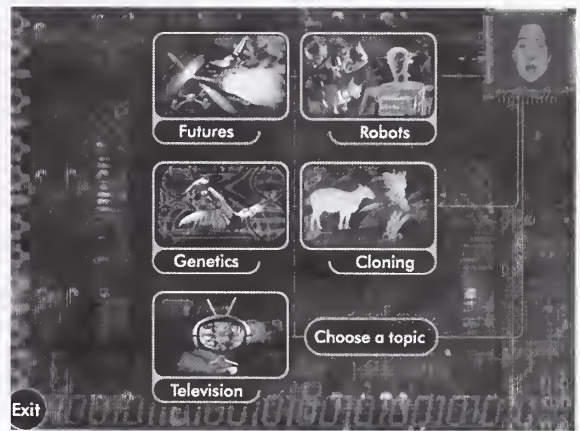 Futures
Robots
Genetics
Cloning
Television
Choose a topic
Exit